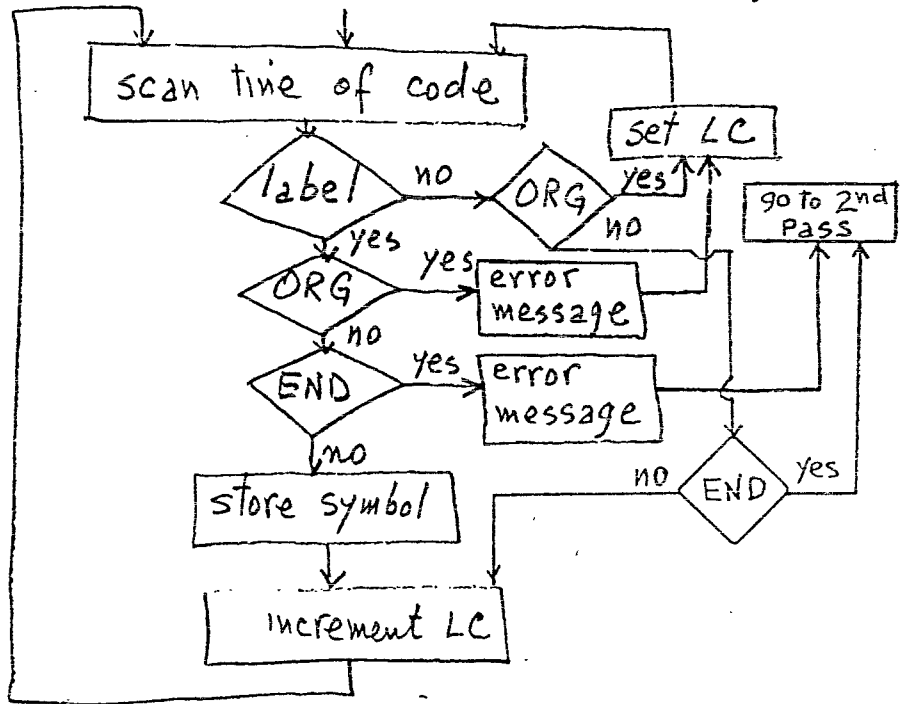 scan line of code
set LC
label
no
ORG
yes
no
go to 2nd
Pass
yes
ORG
yes
error
message
no
END
yes
error
message
no
store symbol
no
END
yes
increment LC